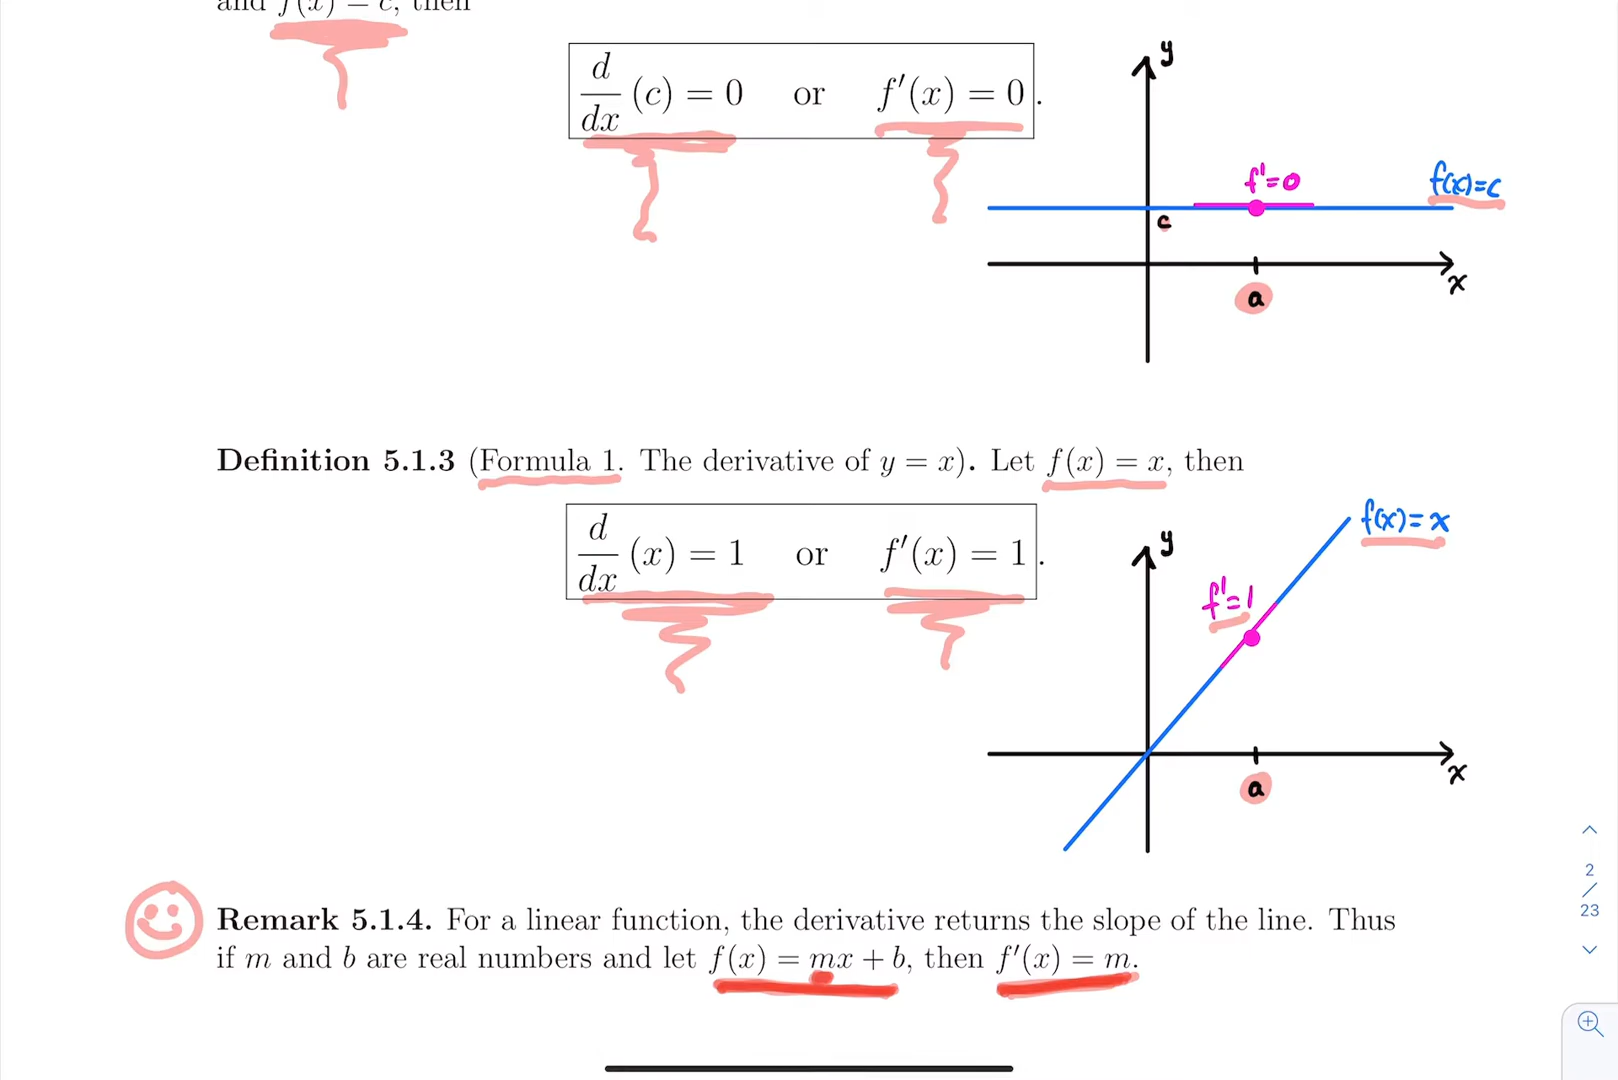 and f(x) = c, then
d/dx (c) = 0 or f'(x) = 0.
y
f'=0
f(x)=c
c
x
a
Definition 5.1.3 (Formula 1. The derivative of y = x). Let f(x) = x, then
d/dx (x) = 1 or f'(x) = 1.
f(x)=x
y
f'=1
x
a
Remark 5.1.4. For a linear function, the derivative returns the slope of the line. Thus
if m and b are real numbers and let f(x) = mx + b, then f'(x) = m.
2
/
23